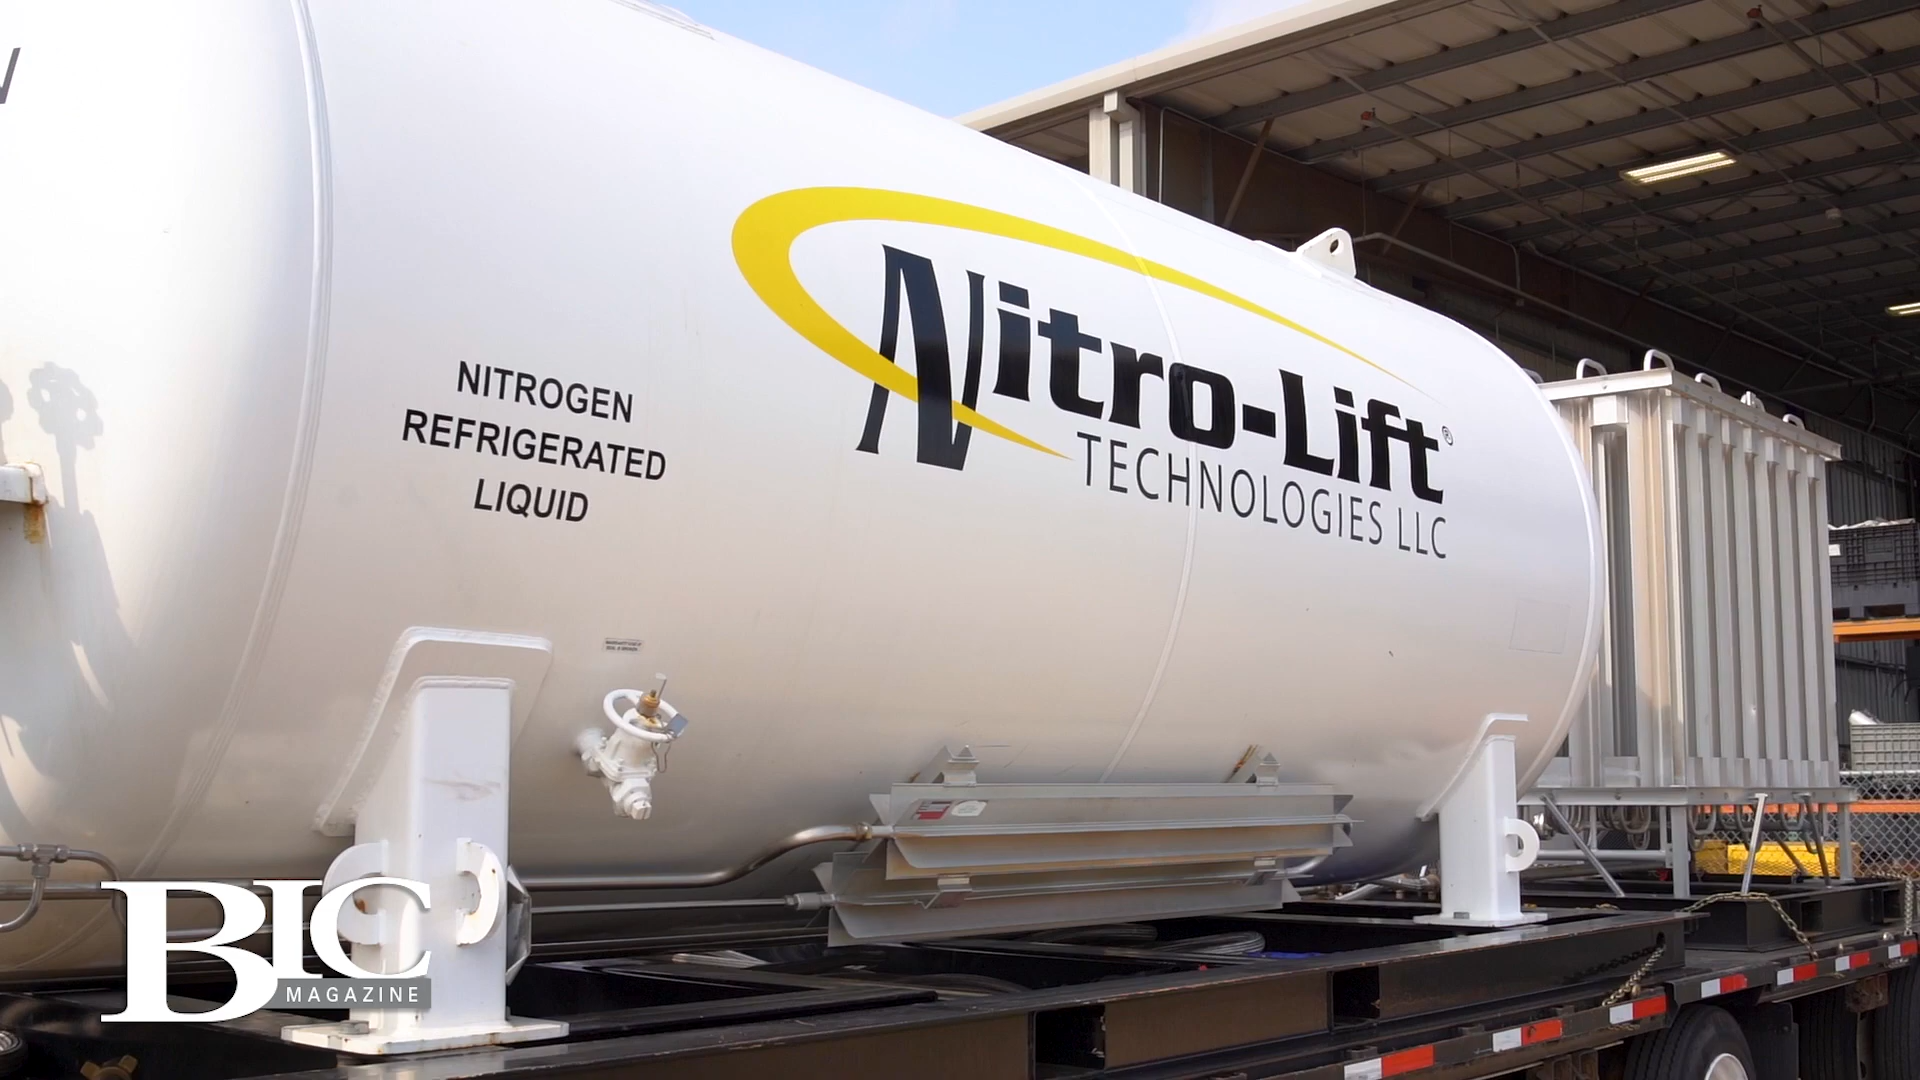 NITROGEN
REFRIGERATED
LIQUID
Nitro-Lift®
TECHNOLOGIES LLC
BIC
MAGAZINE